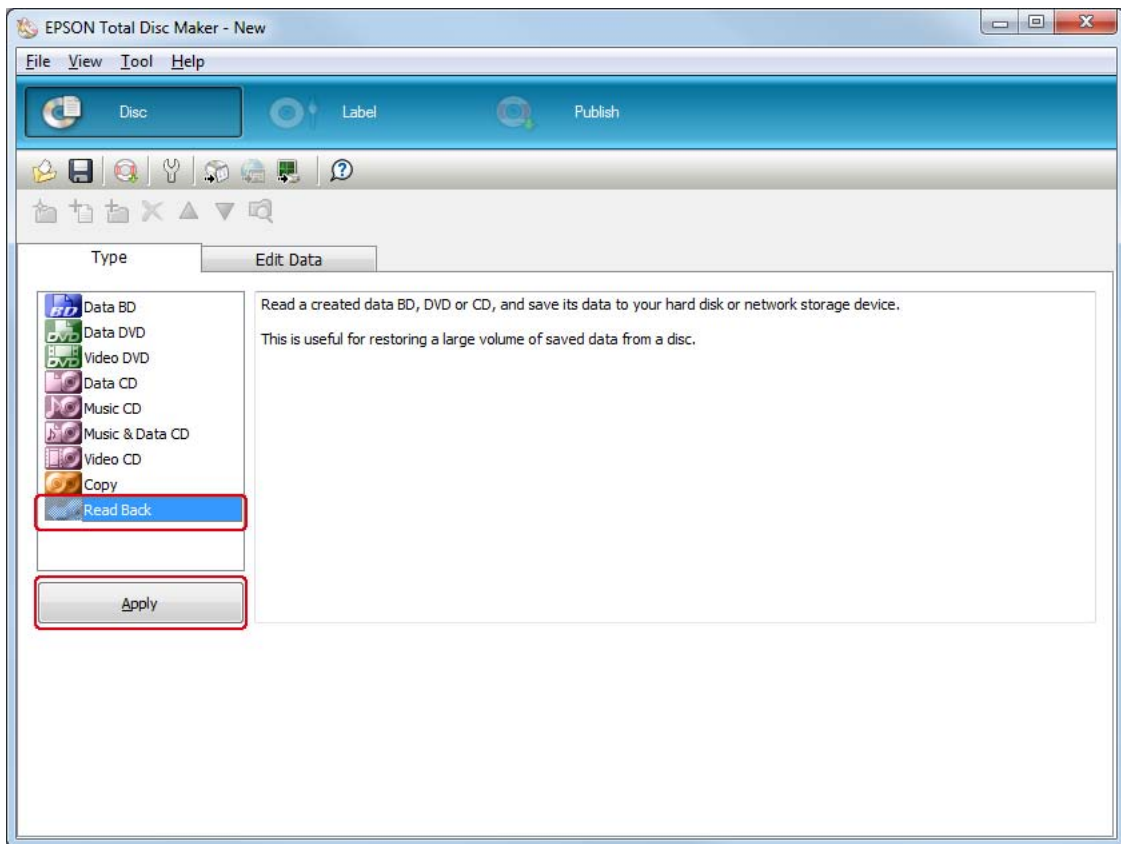 EPSON Total Disc Maker - New
File View Tool Help
Disc Label Publish
Type Edit Data
Data BD
Data DVD
Video DVD
Data CD
Music CD
Music & Data CD
Video CD
Copy
Read Back
Apply
Read a created data BD, DVD or CD, and save its data to your hard disk or network storage device.
This is useful for restoring a large volume of saved data from a disc.